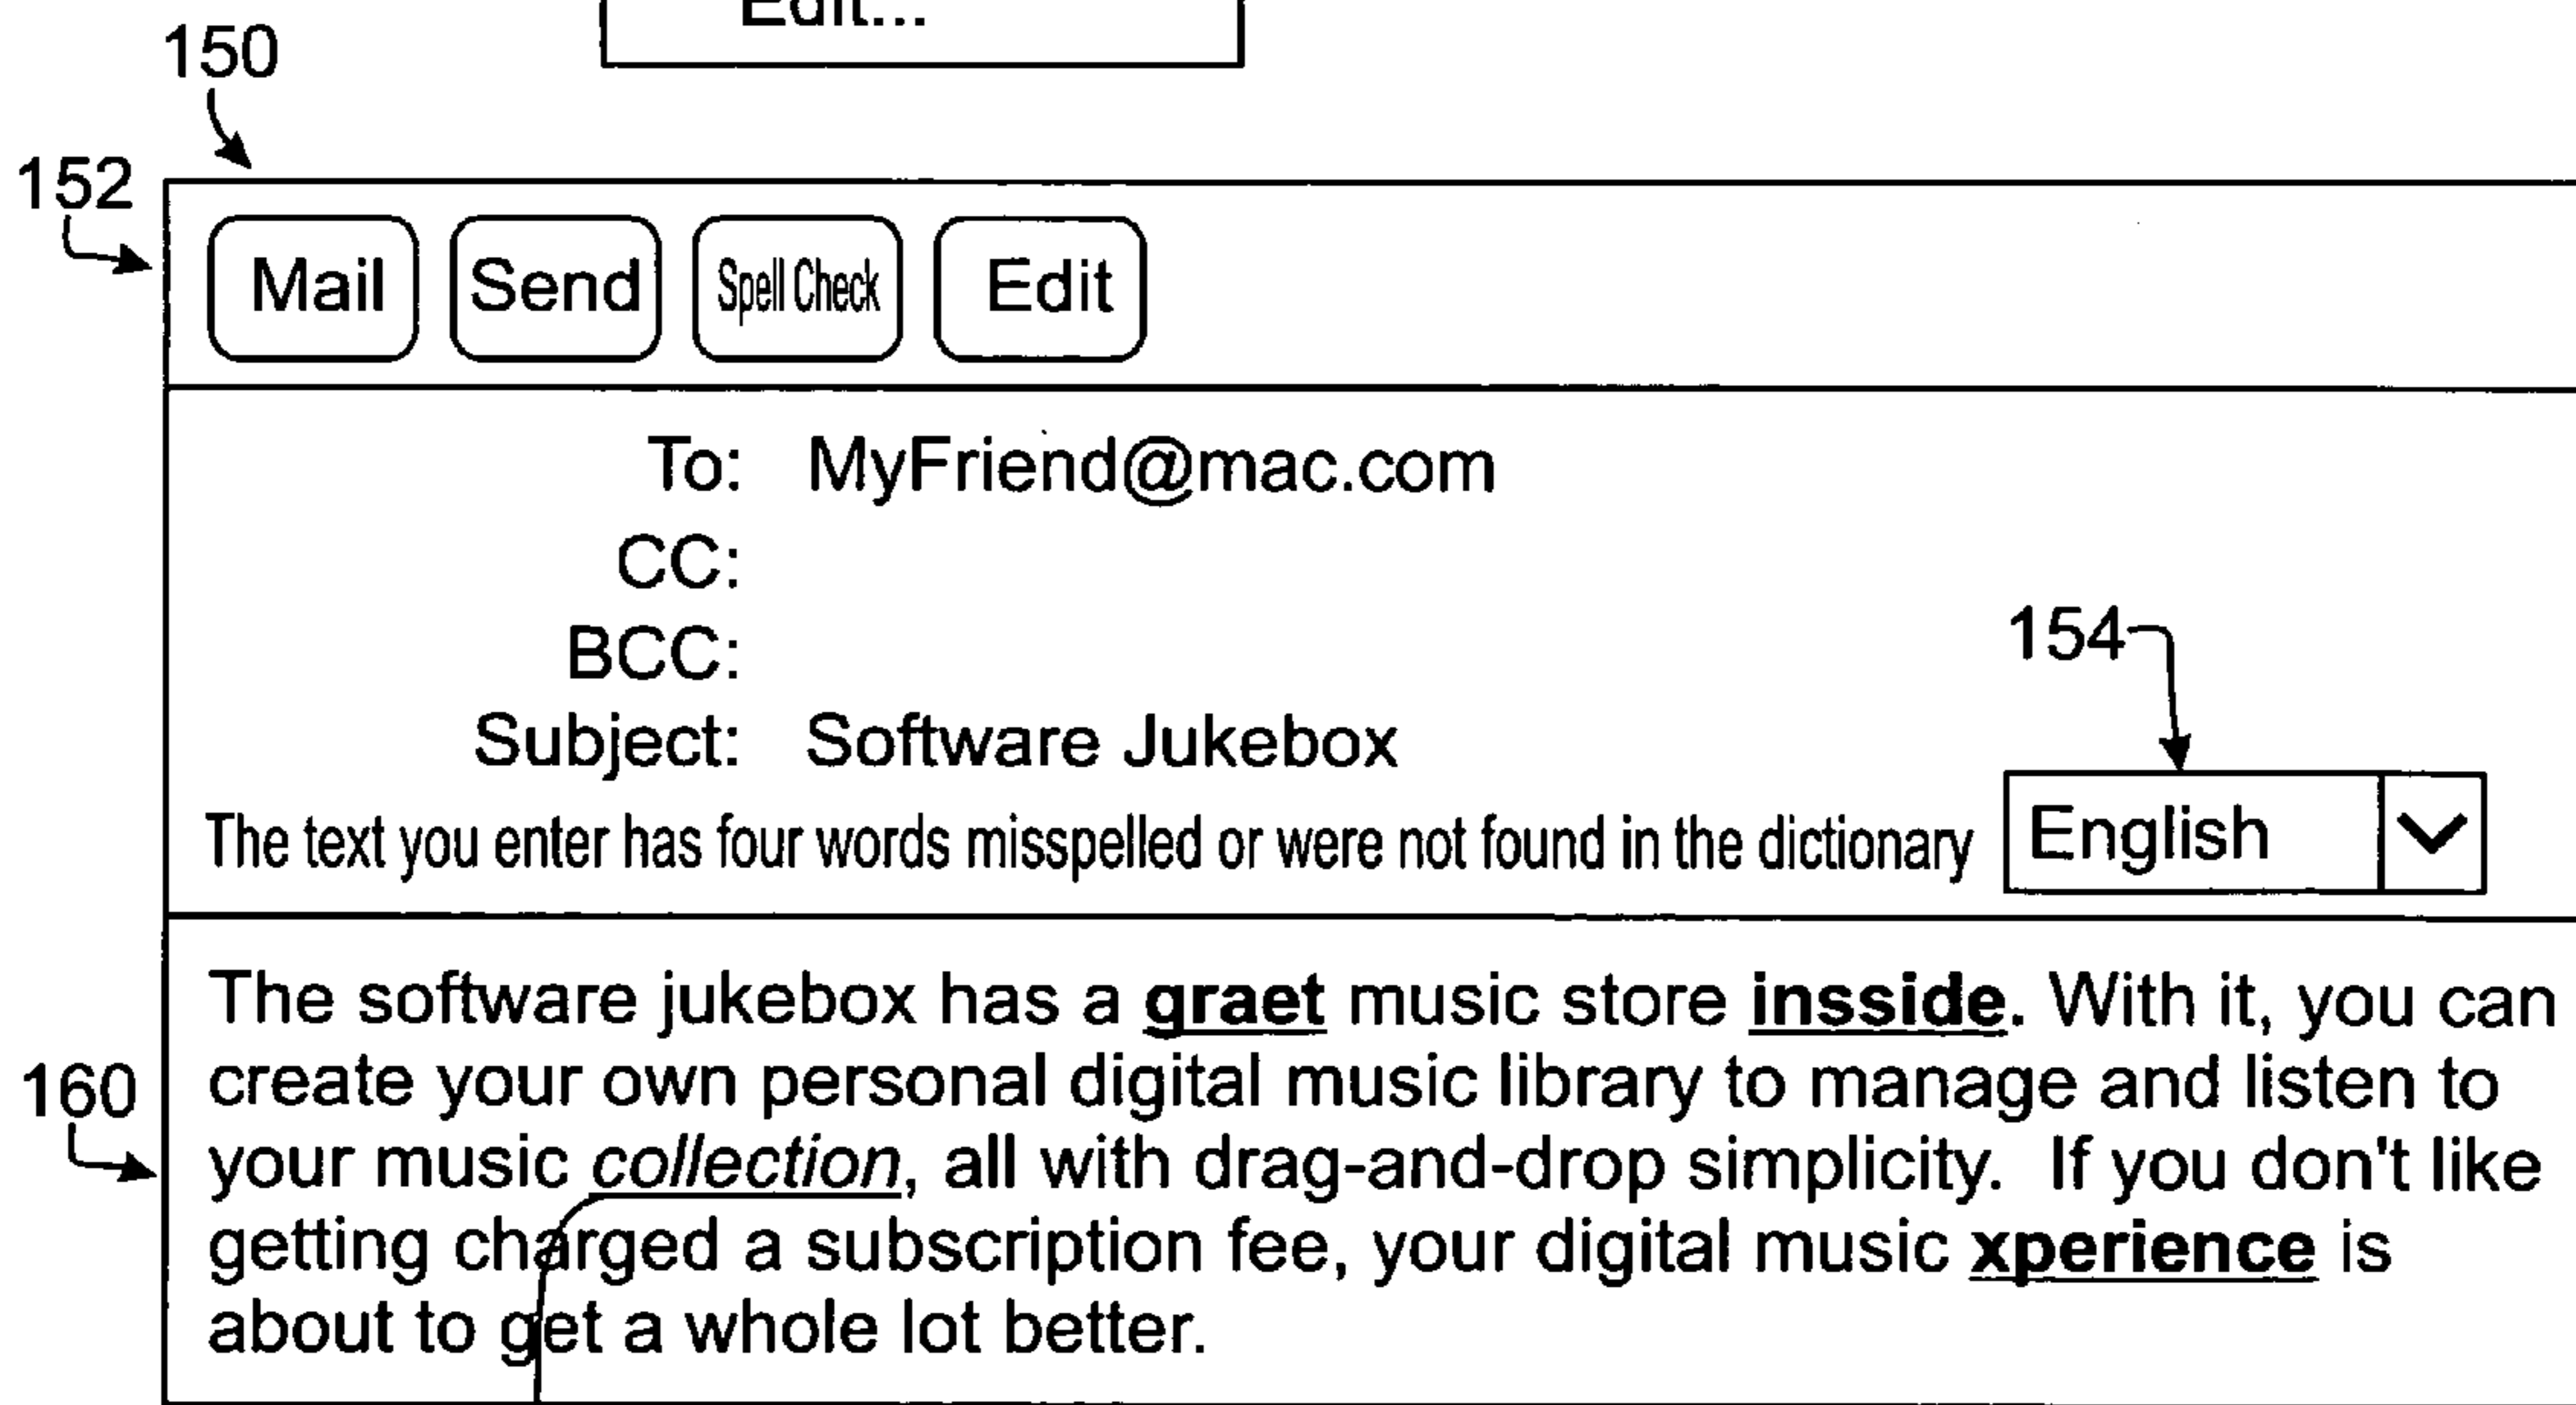 Edit...
150
152
Mail Send Spell Check Edit
To: MyFriend@mac.com
CC:
BCC:
154
Subject: Software Jukebox
The text you enter has four words misspelled or were not found in the dictionary English
The software jukebox has a graet music store insside. With it, you can
160
create your own personal digital music library to manage and listen to
your music collection, all with drag-and-drop simplicity. If you don't like
getting charged a subscription fee, your digital music xperience is
about to get a whole lot better.